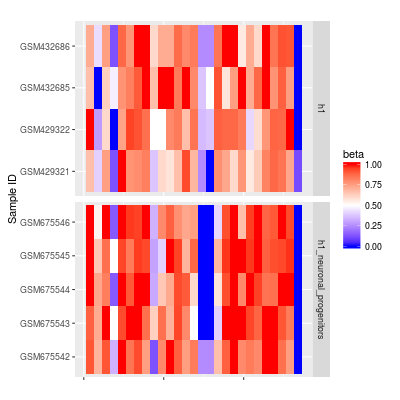 Sample ID
GSM432686
GSM432685
GSM429322
GSM429321
h1
GSM675546
GSM675545
GSM675544
GSM675543
GSM675542
h1_neuronal_progenitors
beta
1.00
0.75
0.50
0.25
0.00